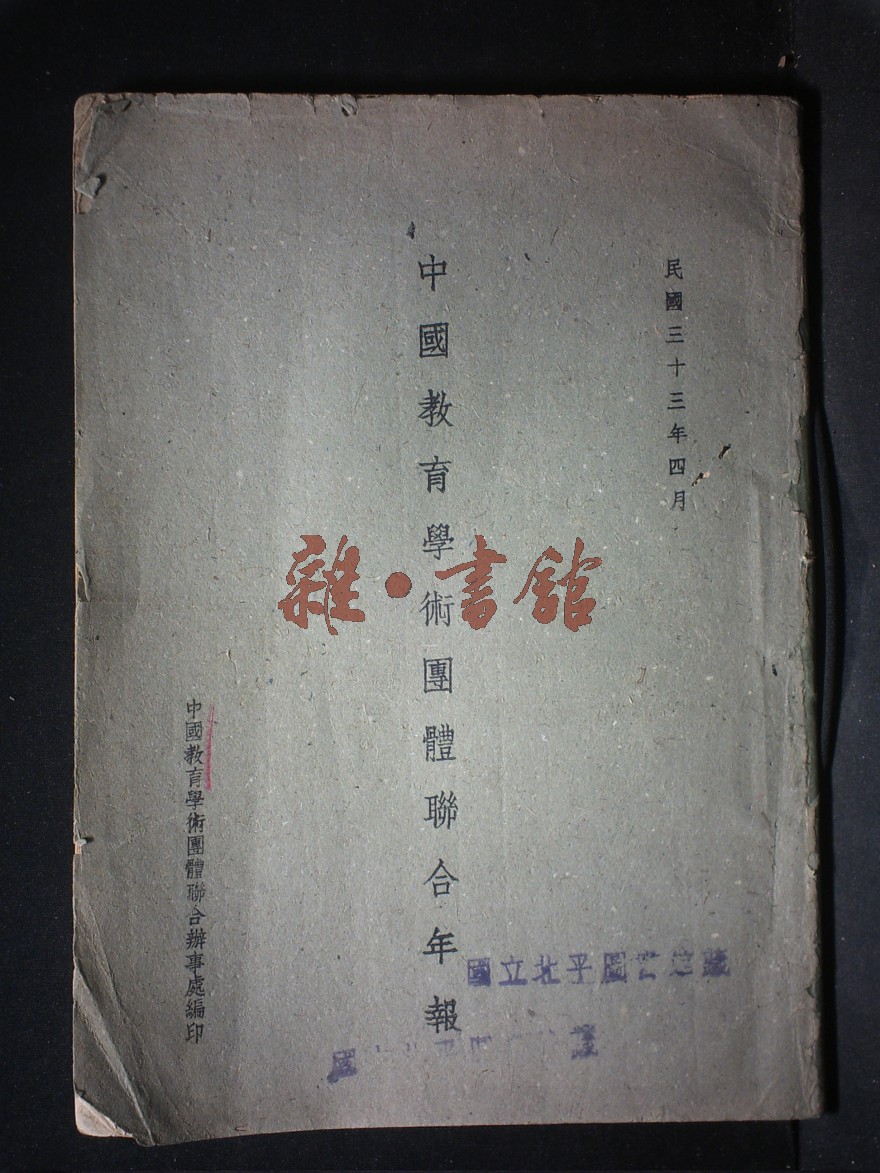 民國三十三年四月
中國教育學術團體聯合年報
中國教育學術團體聯合辦事處編印
雜·書館
國立北平圖書館藏